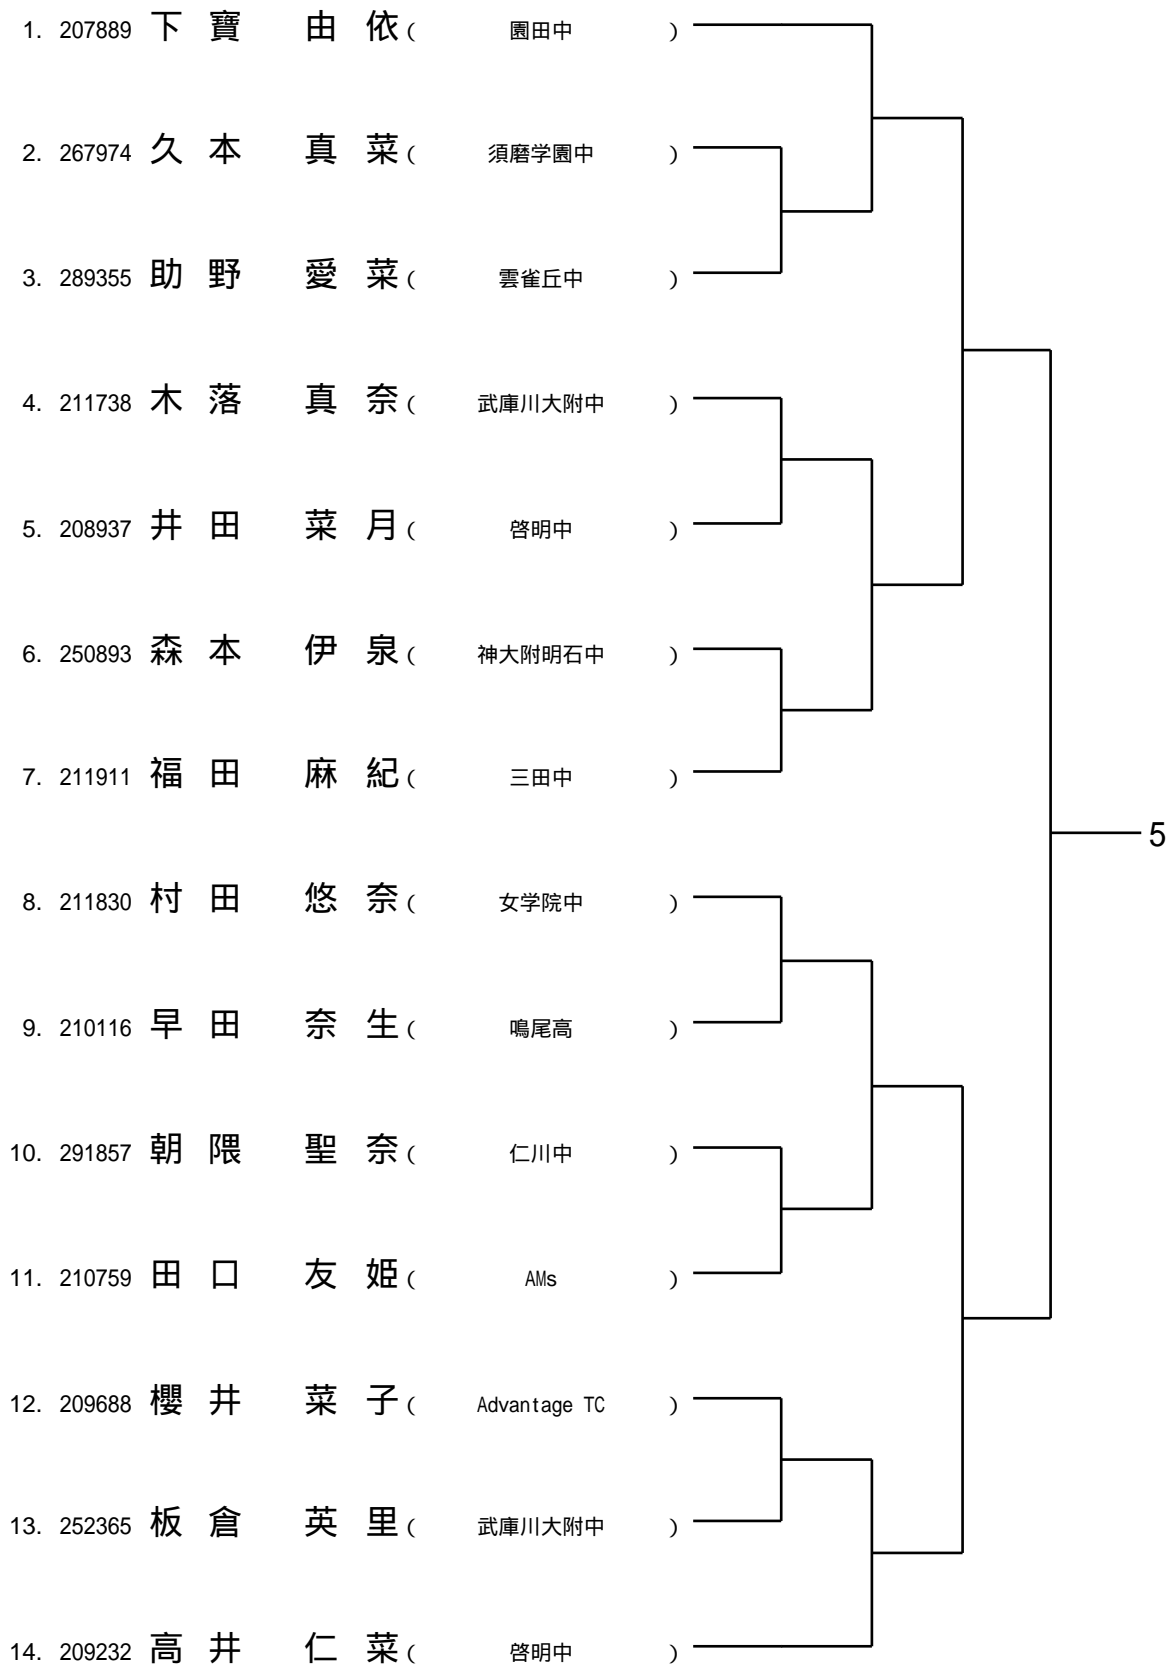 1. 207889 下寶 由依( 園田中 )
2. 267974 久本 真菜( 須磨学園中 )
3. 289355 助野 愛菜( 雲雀丘中 )
4. 211738 木落 真奈( 武庫川大附中 )
5. 208937 井田 菜月( 啓明中 )
6. 250893 森本 伊泉( 神大附明石中 )
7. 211911 福田 麻紀( 三田中 )
5
8. 211830 村田 悠奈( 女学院中 )
9. 210116 早田 奈生( 鳴尾高 )
10. 291857 朝隈 聖奈( 仁川中 )
11. 210759 田口 友姫( AMs )
12. 209688 櫻井 菜子( Advantage TC )
13. 252365 板倉 英里( 武庫川大附中 )
14. 209232 高井 仁菜( 啓明中 )